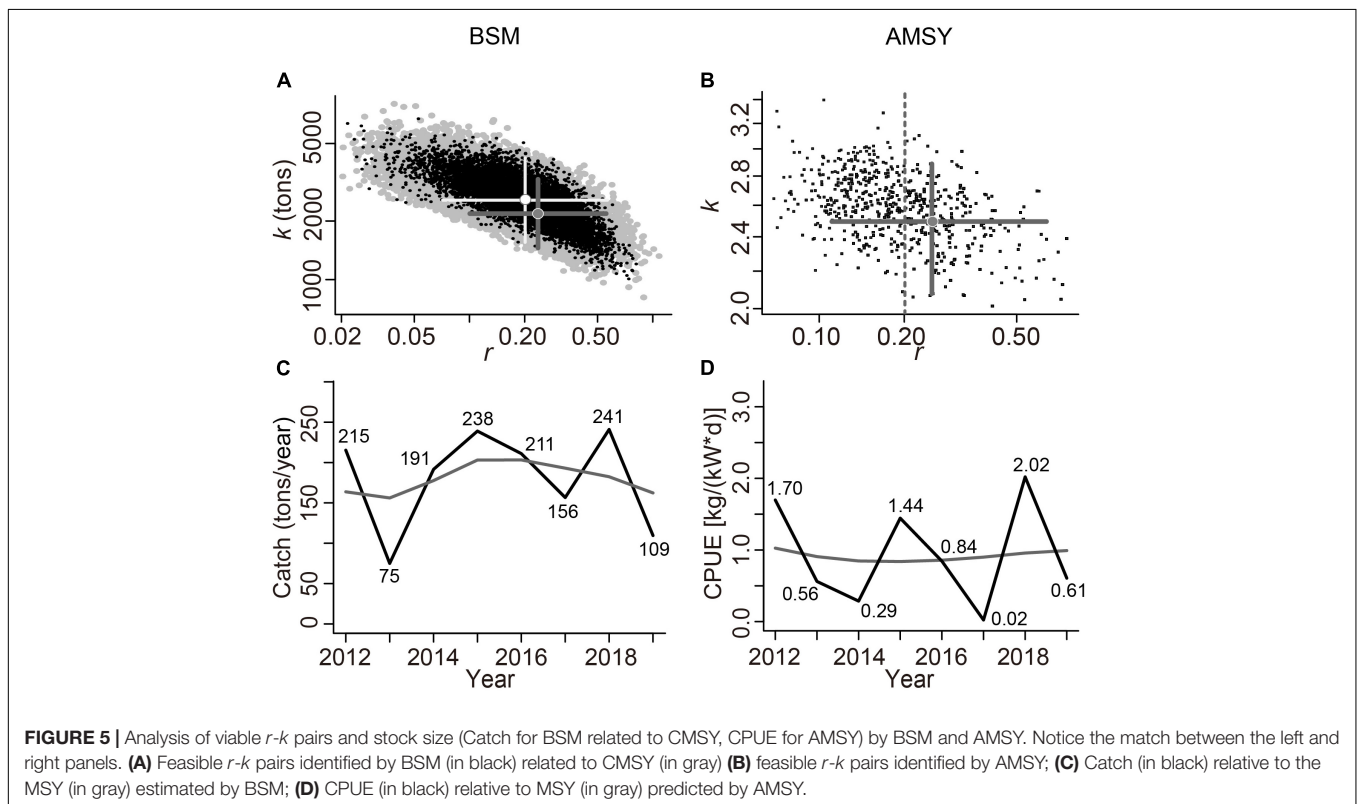 BSM
AMSY
A
k (tons)
5000
2000
1000
0.02 0.05 0.20 0.50
r
B
k
3.2
2.8
2.4
2.0
0.10 0.20 0.50
r
C
Catch (tons/year)
250
150
50
0
215
75
191
238
211
156
241
109
2012 2014 2016 2018
Year
D
CPUE [kg/(kW*d)]
3.0
2.0
1.0
0.0
1.70
0.56
0.29
1.44
0.84
0.02
2.02
0.61
2012 2014 2016 2018
Year
FIGURE 5 | Analysis of viable r-k pairs and stock size (Catch for BSM related to CMSY, CPUE for AMSY) by BSM and AMSY. Notice the match between the left and
right panels. (A) Feasible r-k pairs identified by BSM (in black) related to CMSY (in gray) (B) feasible r-k pairs identified by AMSY; (C) Catch (in black) relative to the
MSY (in gray) estimated by BSM; (D) CPUE (in black) relative to MSY (in gray) predicted by AMSY.